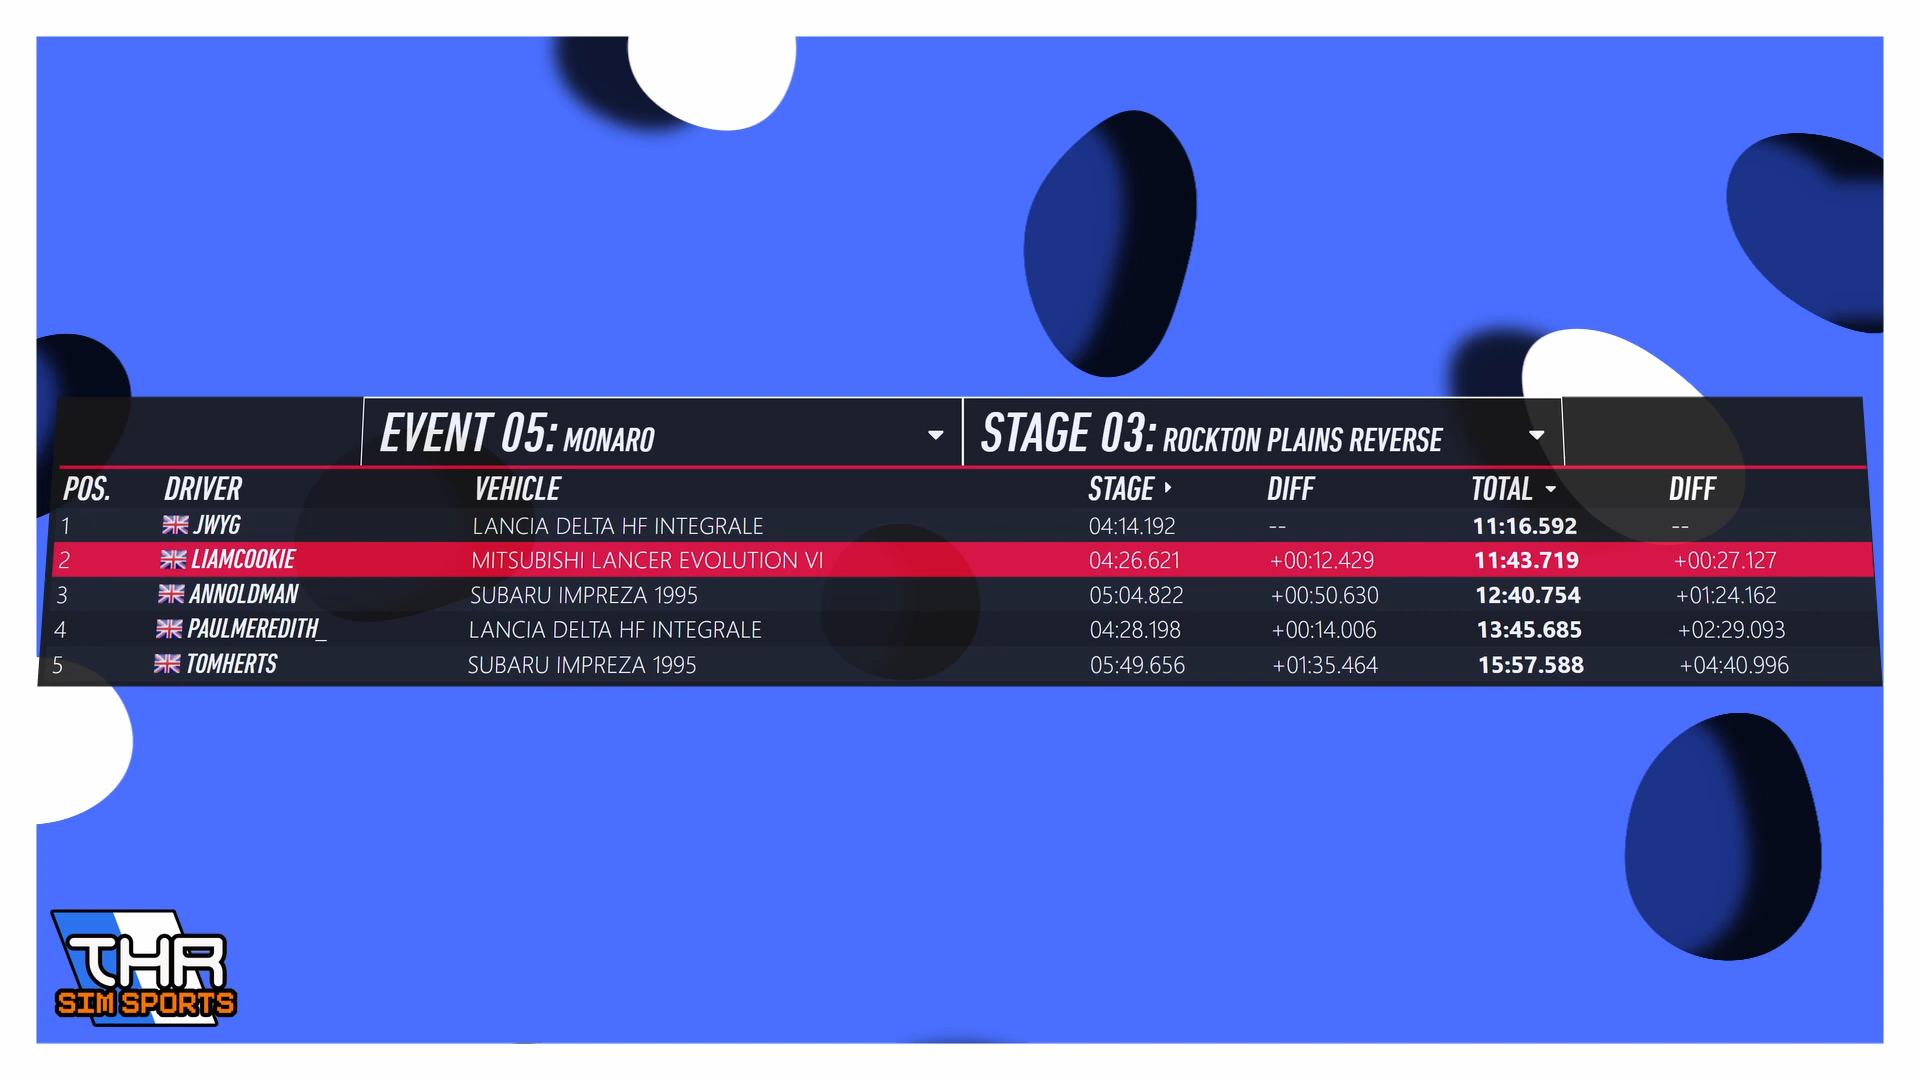 EVENT 05: MONARO STAGE 03: ROCKTON PLAINS REVERSE
POS. DRIVER VEHICLE STAGE DIFF TOTAL DIFF
1 JWYG LANCIA DELTA HF INTEGRALE 04:14.192 -- 11:16.592 --
2 LIAMCOOKIE MITSUBISHI LANCER EVOLUTION VI 04:26.621 +00:12.429 11:43.719 +00:27.127
3 ANNOLDMAN SUBARU IMPREZA 1995 05:04.822 +00:50.630 12:40.754 +01:24.162
4 PAULMEREDITH_ LANCIA DELTA HF INTEGRALE 04:28.198 +00:14.006 13:45.685 +02:29.093
5 TOMHERTS SUBARU IMPREZA 1995 05:49.656 +01:35.464 15:57.588 +04:40.996
THR
SIM SPORTS